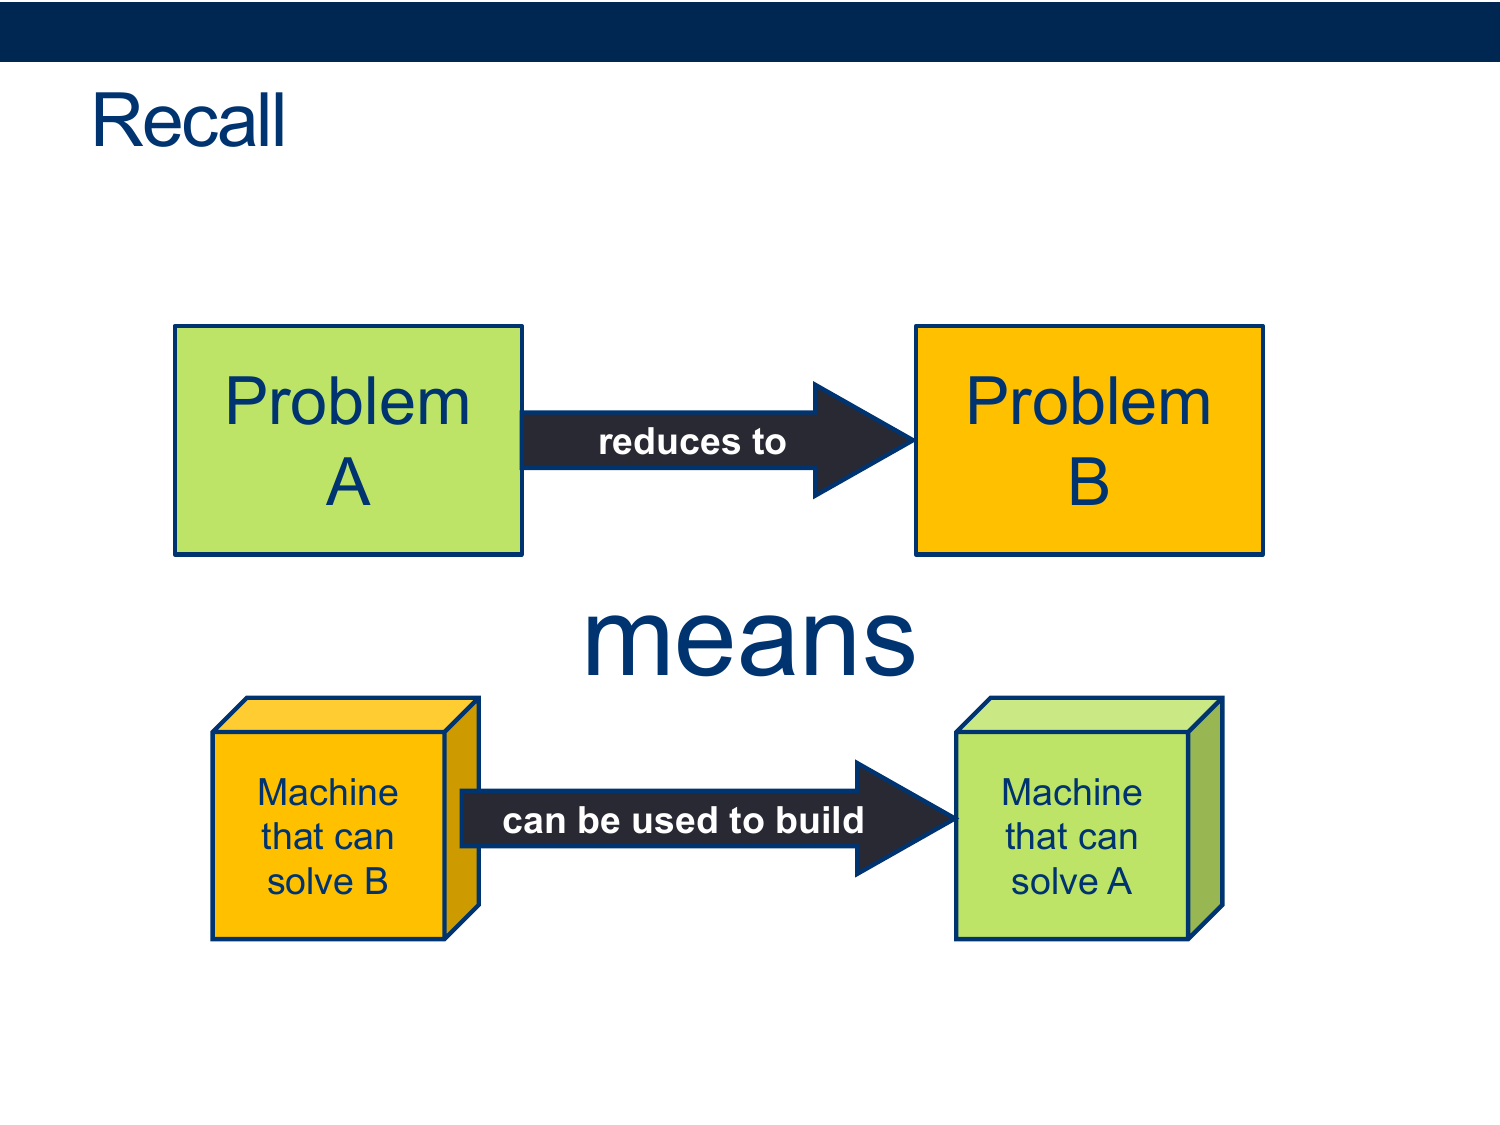 Recall
Problem
A
reduces to
Problem
B
means
Machine
that can
solve B
can be used to build
Machine
that can
solve A